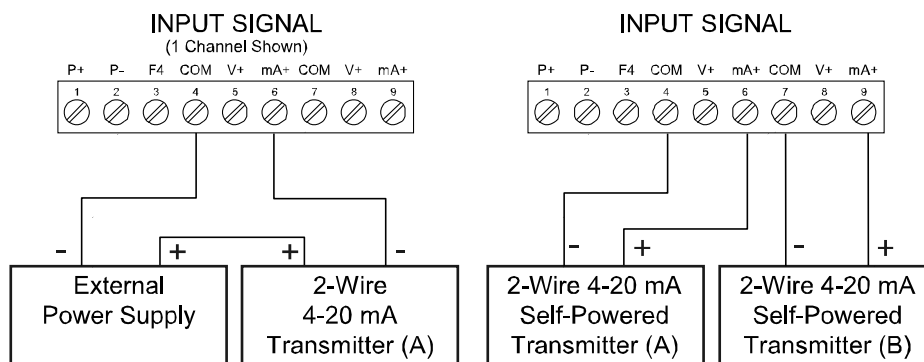 INPUT SIGNAL
(1 Channel Shown)
P+ P- F4 COM V+ mA+ COM V+ mA+
1 2 3 4 5 6 7 8 9
- + + -
External
Power Supply
2-Wire
4-20 mA
Transmitter (A)
INPUT SIGNAL
P+ P- F4 COM V+ mA+ COM V+ mA+
1 2 3 4 5 6 7 8 9
- + - +
2-Wire 4-20 mA
Self-Powered
Transmitter (A)
2-Wire 4-20 mA
Self-Powered
Transmitter (B)